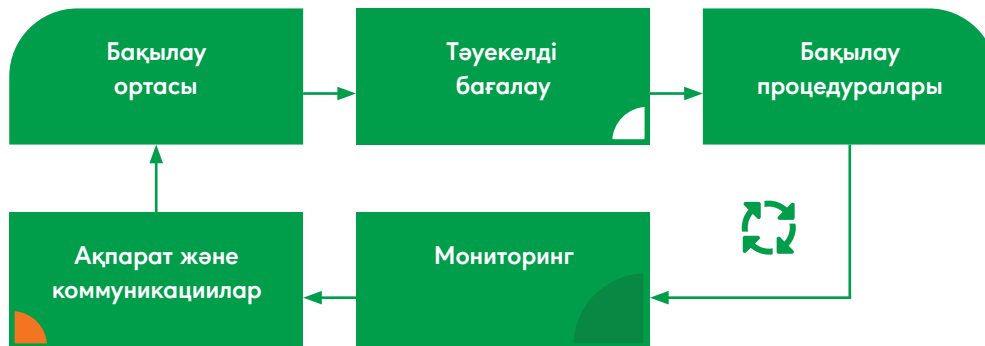 Бақылау
ортасы
Тәуекелді
бағалау
Бақылау
процедуралары
Ақпарат және
коммуникациилар
Мониторинг